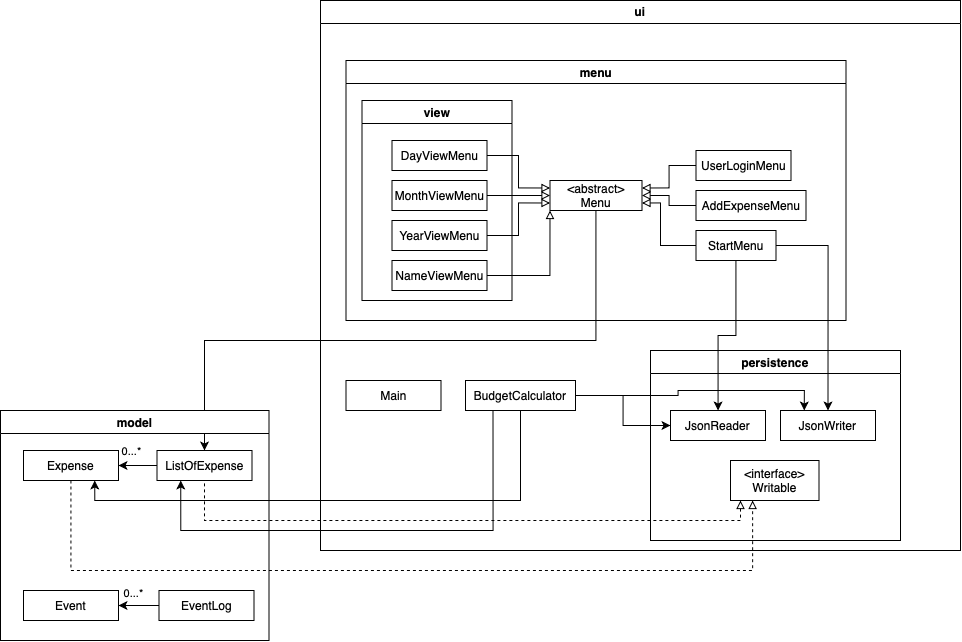 ui
menu
view
DayViewMenu
MonthViewMenu
YearViewMenu
NameViewMenu
<abstract>
Menu
UserLoginMenu
AddExpenseMenu
StartMenu
persistence
Main
BudgetCalculator
JsonReader
JsonWriter
<interface>
Writable
model
0...*
Expense
ListOfExpense
0...*
Event
EventLog